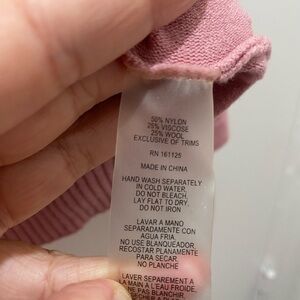 50% NYLON
25% VISCOSE
25% WOOL
EXCLUSIVE OF TRIMS
RN 161125
MADE IN CHINA
HAND WASH SEPARATELY
IN COLD WATER.
DO NOT BLEACH.
LAY FLAT TO DRY.
DO NOT IRON
LAVAR A MANO
SEPARADAMENTE CON
AGUA FRIA.
NO USE BLANQUEADOR.
RECOSTAR PLANAMENTE
PARA SECAR.
NO PLANCHE
LAVER SEPAREMENT A
LA MAIN A L'EAU FROIDE.
NE PAS BLANCHIR.